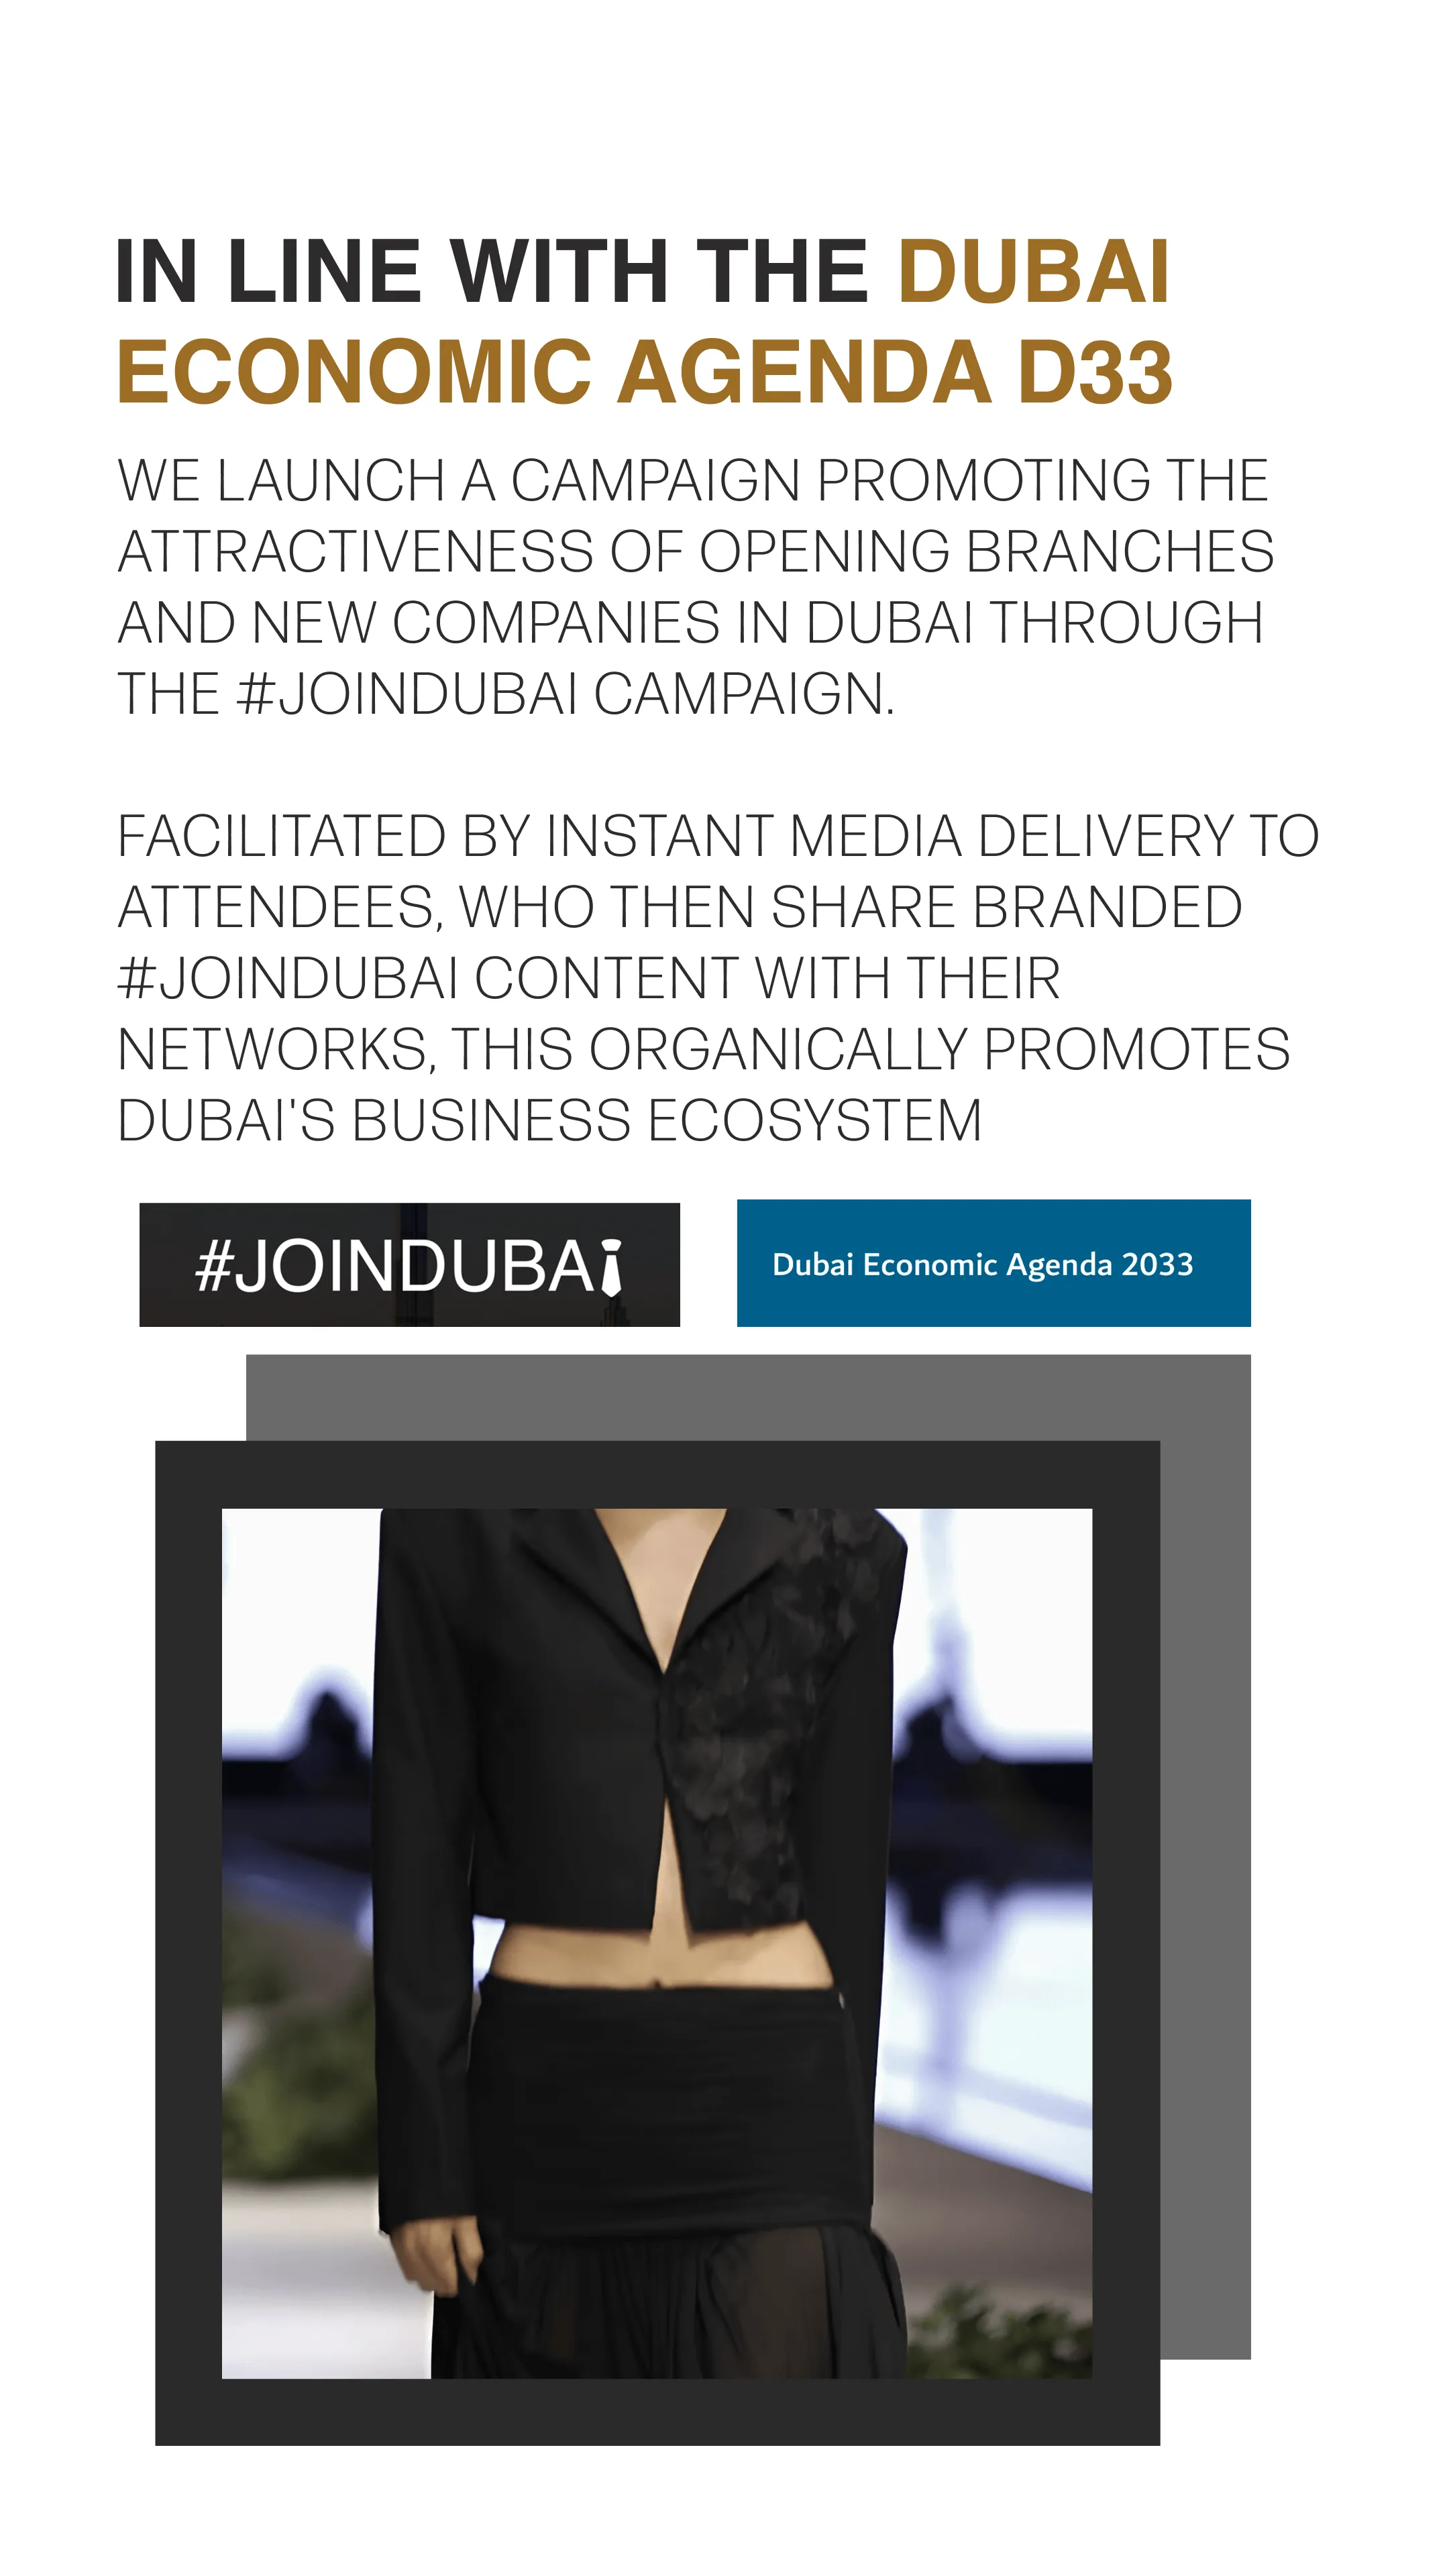 IN LINE WITH THE DUBAI
ECONOMIC AGENDA D33
WE LAUNCH A CAMPAIGN PROMOTING THE
ATTRACTIVENESS OF OPENING BRANCHES
AND NEW COMPANIES IN DUBAI THROUGH
THE #JOINDUBAI CAMPAIGN.
FACILITATED BY INSTANT MEDIA DELIVERY TO
ATTENDEES, WHO THEN SHARE BRANDED
#JOINDUBAI CONTENT WITH THEIR
NETWORKS, THIS ORGANICALLY PROMOTES
DUBAI'S BUSINESS ECOSYSTEM
#JOINDUBAI
Dubai Economic Agenda 2033